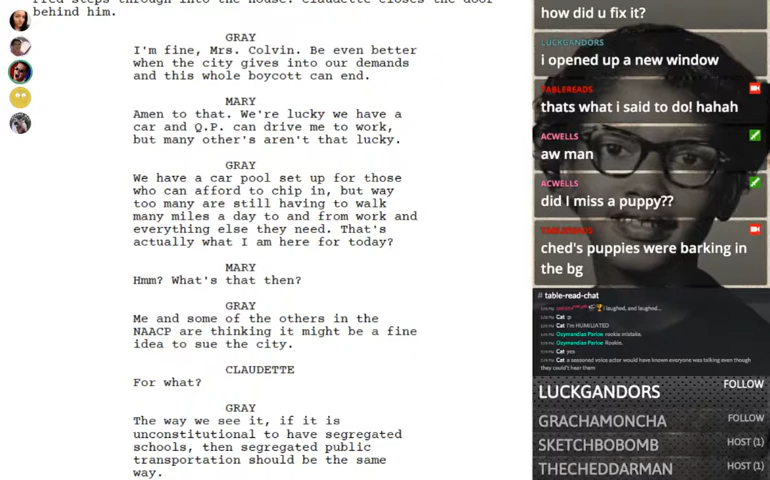 Fred steps through into the house. Claudette closes the door
behind him.
GRAY
I'm fine, Mrs. Colvin. Be even better
when the city gives into our demands
and this whole boycott can end.
MARY
Amen to that. We're lucky we have a
car and Q.P. can drive me to work,
but many other's aren't that lucky.
GRAY
We have a car pool set up for those
who can afford to chip in, but way
too many are still having to walk
many miles a day to and from work and
everything else they need. That's
actually what I am here for today?
MARY
Hmm? What's that then?
GRAY
Me and some of the others in the
NAACP are thinking it might be a fine
idea to sue the city.
CLAUDETTE
For what?
GRAY
The way we see it, if it is
unconstitutional to have segregated
schools, then segregated public
transportation should be the same
way.
how did u fix it?
LUCKGANDORS
i opened up a new window
TABLEREADS
thats what i said to do! hahah
ACWELLS
aw man
ACWELLS
did I miss a puppy??
TABLEREADS
ched's puppies were barking in
the bg
# table-read-chat
I laughed, and laughed...
Cat
Cat I'm HUMILIATED
Ozymandias Parloe rookie mistake.
Ozymandias Parloe Rookie.
Cat yes
Cat a seasoned voice actor would have known everyone was talking even though
they couldn't hear them
LUCKGANDORS FOLLOW
GRACHAMONCHA FOLLOW
SKETCHBOBOMB HOST (1)
THECHEDDARMAN HOST (1)